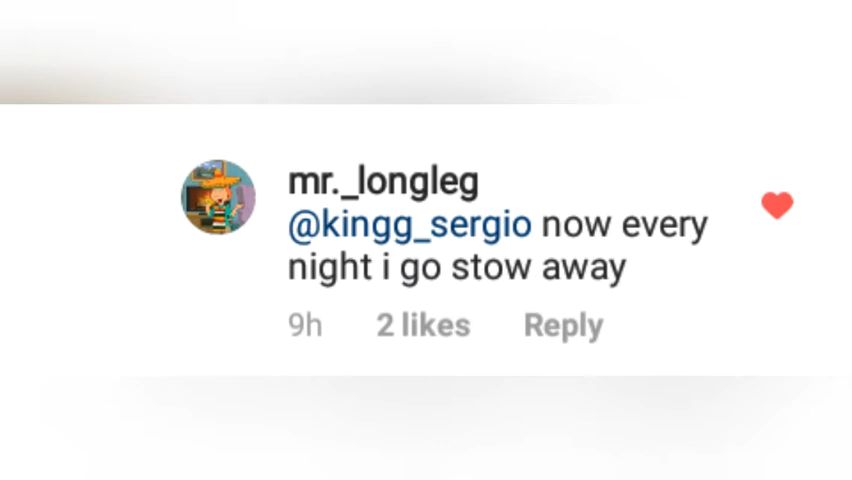 mr._longleg
@kingg_sergio now every
night i go stow away
9h 2 likes Reply